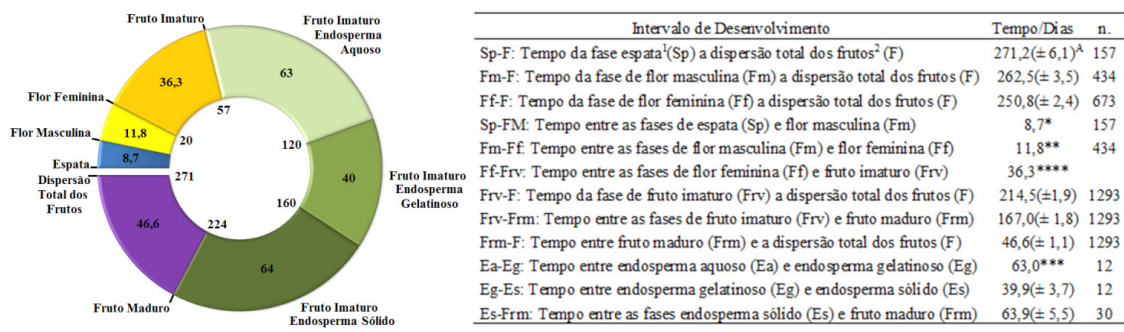 Fruto Imaturo
Fruto Imaturo
Endosperma
Aquoso
63
36,3
Flor Feminina
57
11,8
20
Flor Masculina
8,7
120
Espata
271
Dispersão
Total dos
Frutos
40
Fruto Imaturo
Endosperma
Gelatinoso
160
46,6
224
64
Fruto Maduro
Fruto Imaturo
Endosperma Sólido
Intervalo de Desenvolvimento Tempo/Dias n.
Sp-F: Tempo da fase espata¹(Sp) a dispersão total dos frutos² (F) 271,2(± 6,1)ᴬ 157
Fm-F: Tempo da fase de flor masculina (Fm) a dispersão total dos frutos (F) 262,5(± 3,5) 434
Ff-F: Tempo da fase de flor feminina (Ff) a dispersão total dos frutos (F) 250,8(± 2,4) 673
Sp-FM: Tempo entre as fases de espata (Sp) e flor masculina (Fm) 8,7* 157
Fm-Ff: Tempo entre as fases de flor masculina (Fm) e flor feminina (Ff) 11,8** 434
Ff-Frv: Tempo entre as fases de flor feminina (Ff) e fruto imaturo (Frv) 36,3****
Frv-F: Tempo da fase de fruto imaturo (Frv) a dispersão total dos frutos (F) 214,5(±1,9) 1293
Frv-Frm: Tempo entre as fases de fruto imaturo (Frv) e fruto maduro (Frm) 167,0(± 1,8) 1293
Frm-F: Tempo entre fruto maduro (Frm) e a dispersão total dos frutos (F) 46,6(± 1,1) 1293
Ea-Eg: Tempo entre endosperma aquoso (Ea) e endosperma gelatinoso (Eg) 63,0*** 12
Eg-Es: Tempo entre endosperma gelatinoso (Eg) e endosperma sólido (Es) 39,9(± 3,7) 12
Es-Frm: Tempo entre as fases endosperma sólido (Es) e fruto maduro (Frm) 63,9(± 5,5) 30